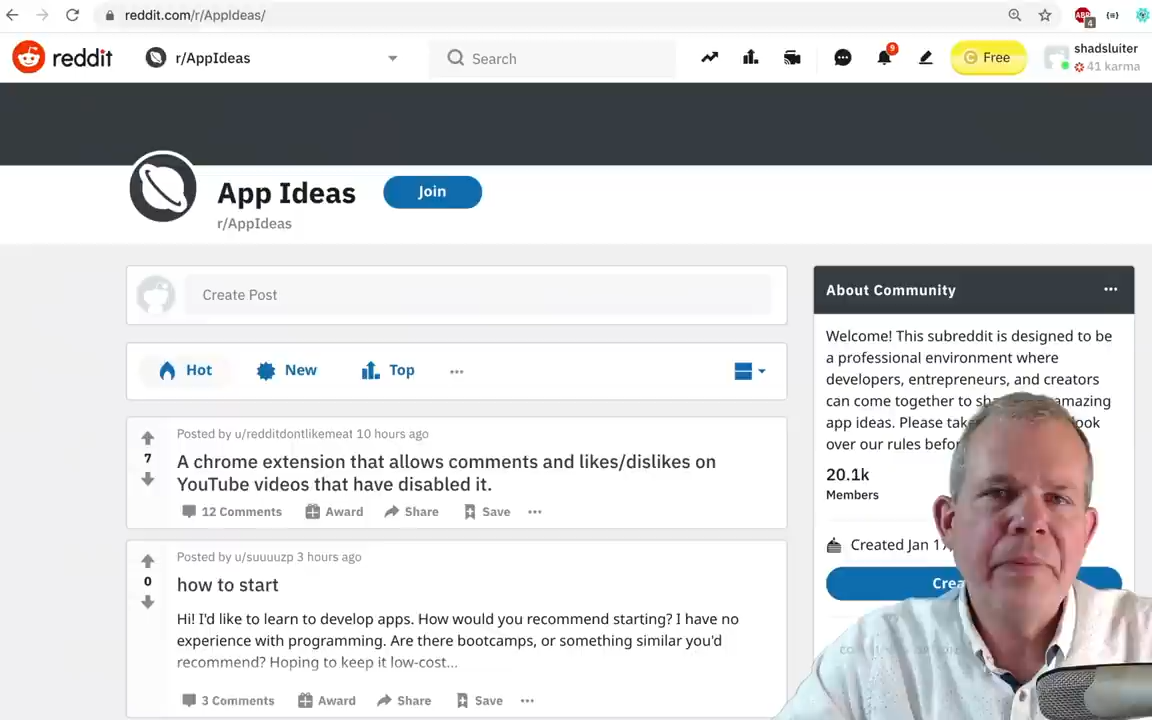 reddit.com/r/AppIdeas/
4
reddit
r/AppIdeas
Search
9
Free
shadsluiter
41 karma
App Ideas
Join
r/AppIdeas
Create Post
Hot
New
Top
Posted by u/redditdontlikemeat 10 hours ago
7
A chrome extension that allows comments and likes/dislikes on
YouTube videos that have disabled it.
12 Comments
Award
Share
Save
Posted by u/suuuuzp 3 hours ago
0
how to start
Hi! I'd like to learn to develop apps. How would you recommend starting? I have no
experience with programming. Are there bootcamps, or something similar you'd
recommend? Hoping to keep it low-cost...
3 Comments
Award
Share
Save
About Community
Welcome! This subreddit is designed to be
a professional environment where
developers, entrepreneurs, and creators
can come together to amazing
app ideas. Please look
over our rules
20.1k
Members
Created Jan